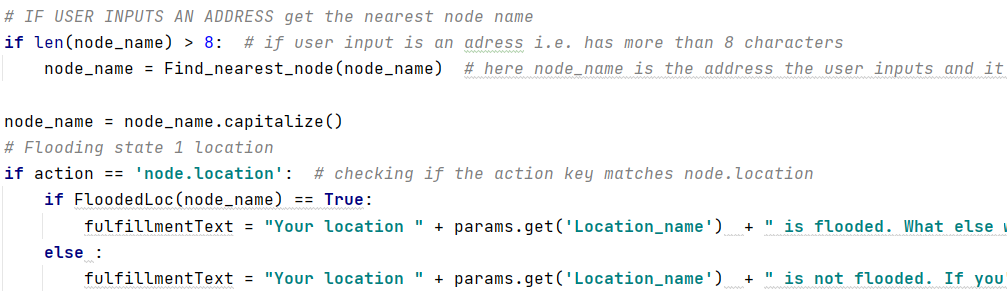 # IF USER INPUTS AN ADDRESS get the nearest node name
if len(node_name) > 8:  # if user input is an adress i.e. has more than 8 characters
    node_name = Find_nearest_node(node_name)  # here node_name is the address the user inputs and it
node_name = node_name.capitalize()
# Flooding state 1 location
if action == 'node.location':  # checking if the action key matches node.location
    if FloodedLoc(node_name) == True:
        fulfillmentText = "Your location " + params.get('Location_name')  + " is flooded. What else
    else :
        fulfillmentText = "Your location " + params.get('Location_name')  + " is not flooded. If you